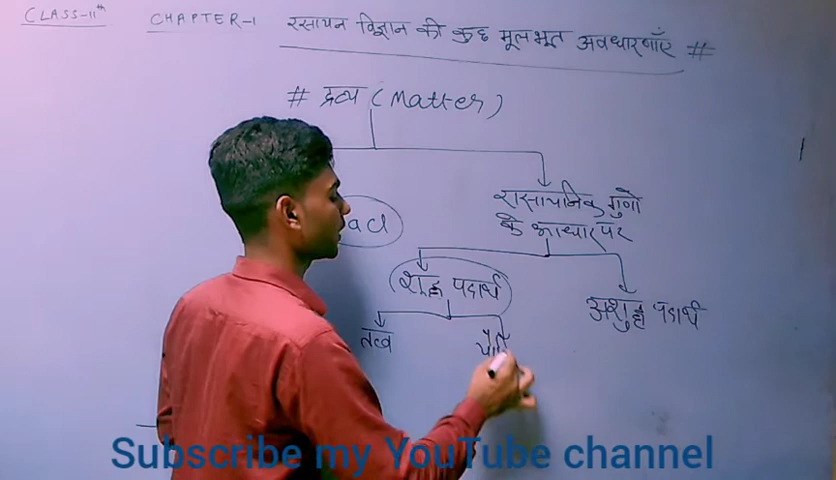 CLASS-11th CHAPTER-1 रसायन विज्ञान की कुछ मूलभूत अवधारणाएँ #
# द्रव्य (Matter)
रासायनिक गुणों
के आधार पर
शुद्ध पदार्थ
अशुद्ध पदार्थ
तत्व
Subscribe my YouTube channel